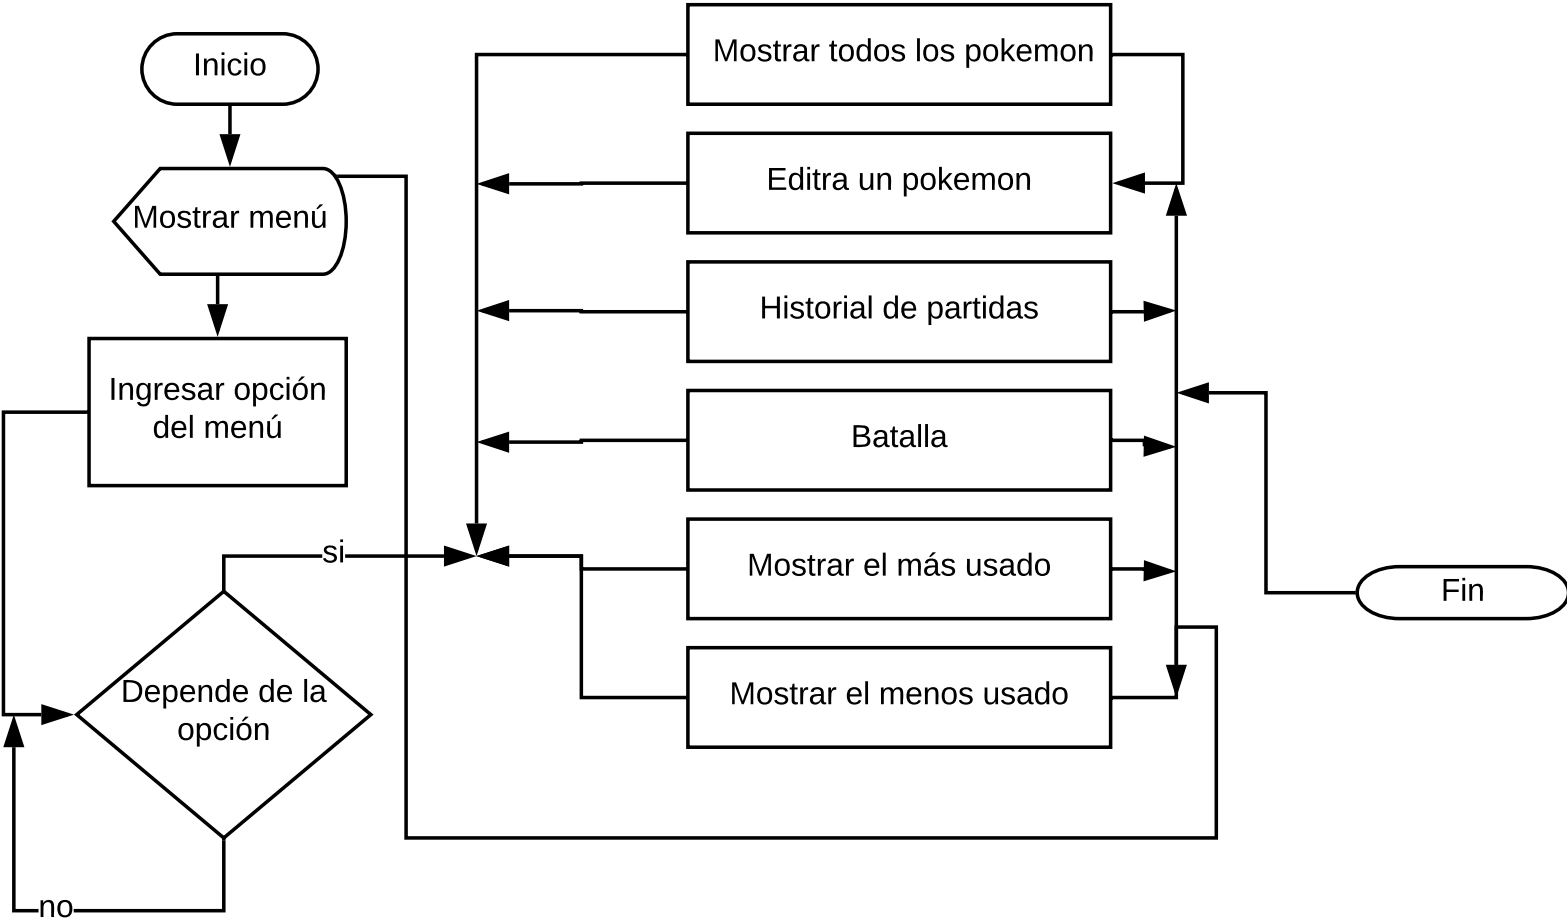 Inicio
Mostrar menú
Ingresar opción
del menú
si
Depende de la
opción
no
Mostrar todos los pokemon
Editra un pokemon
Historial de partidas
Batalla
Mostrar el más usado
Mostrar el menos usado
Fin